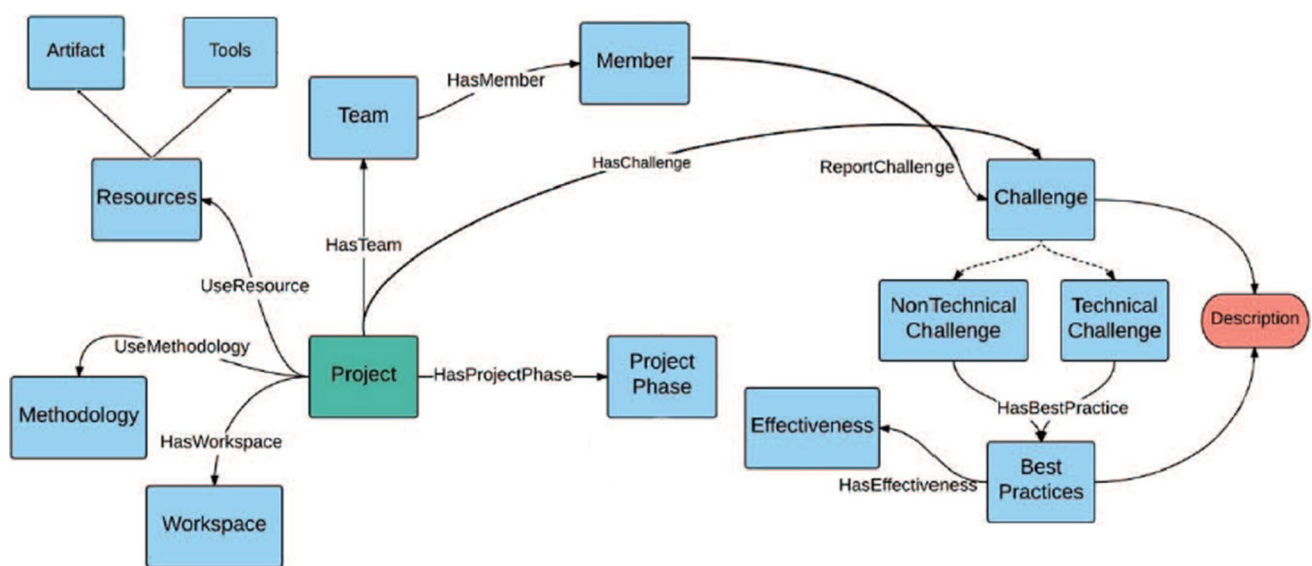 Artifact
Tools
Member
HasMember
Team
HasChallenge
ReportChallenge
Resources
Challenge
HasTeam
UseResource
NonTechnical
Challenge
Technical
Challenge
Description
UseMethodology
Project
HasProjectPhase
Project
Phase
Methodology
HasWorkspace
HasBestPractice
Effectiveness
Best
Practices
HasEffectiveness
Workspace